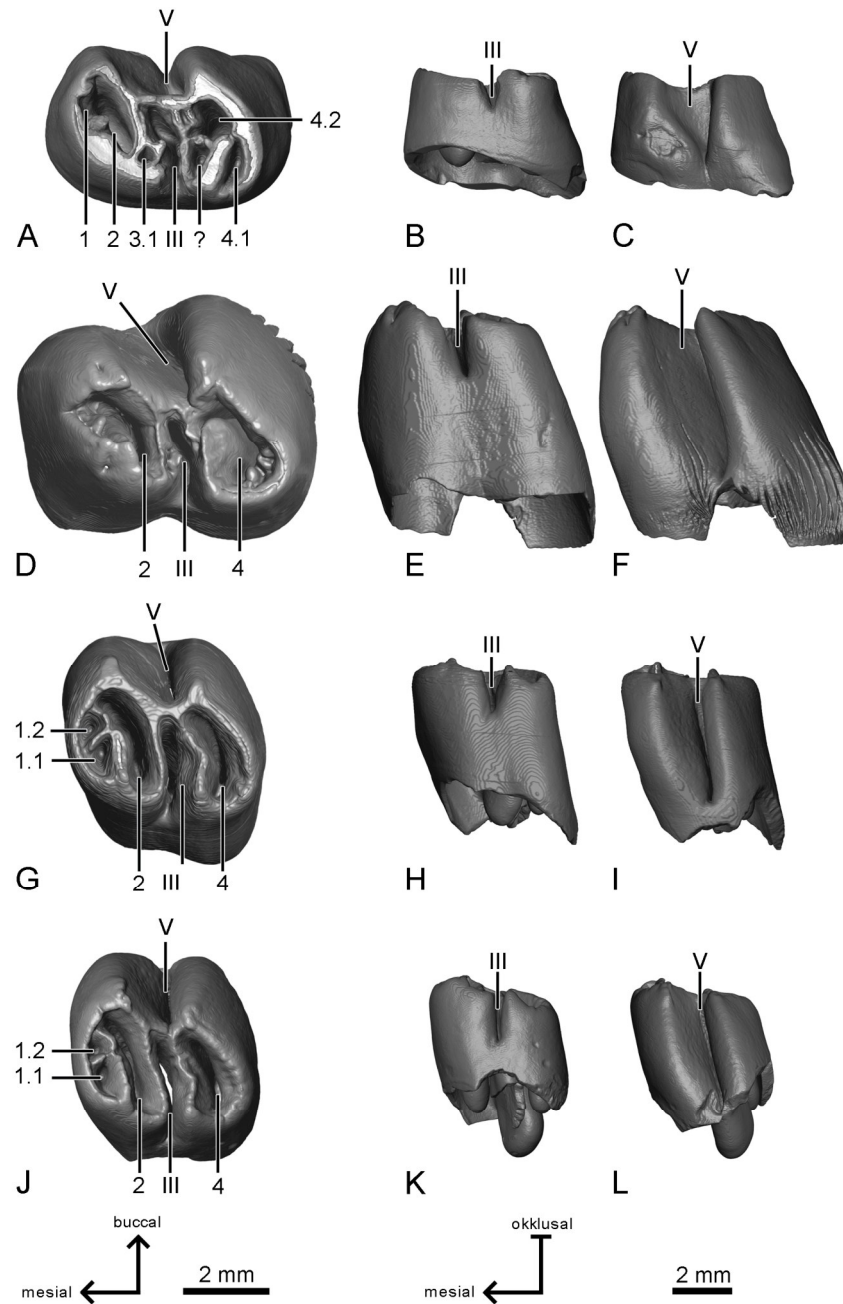 V
III
V
4.2
A
B
C
1 2 3.1 III ? 4.1
V
III
V
D
E
F
2 III 4
V
III
V
1.2
1.1
G
H
I
2 III 4
V
III
V
1.2
1.1
J
K
L
2 III 4
buccal
okklusal
mesial
2 mm
mesial
2 mm